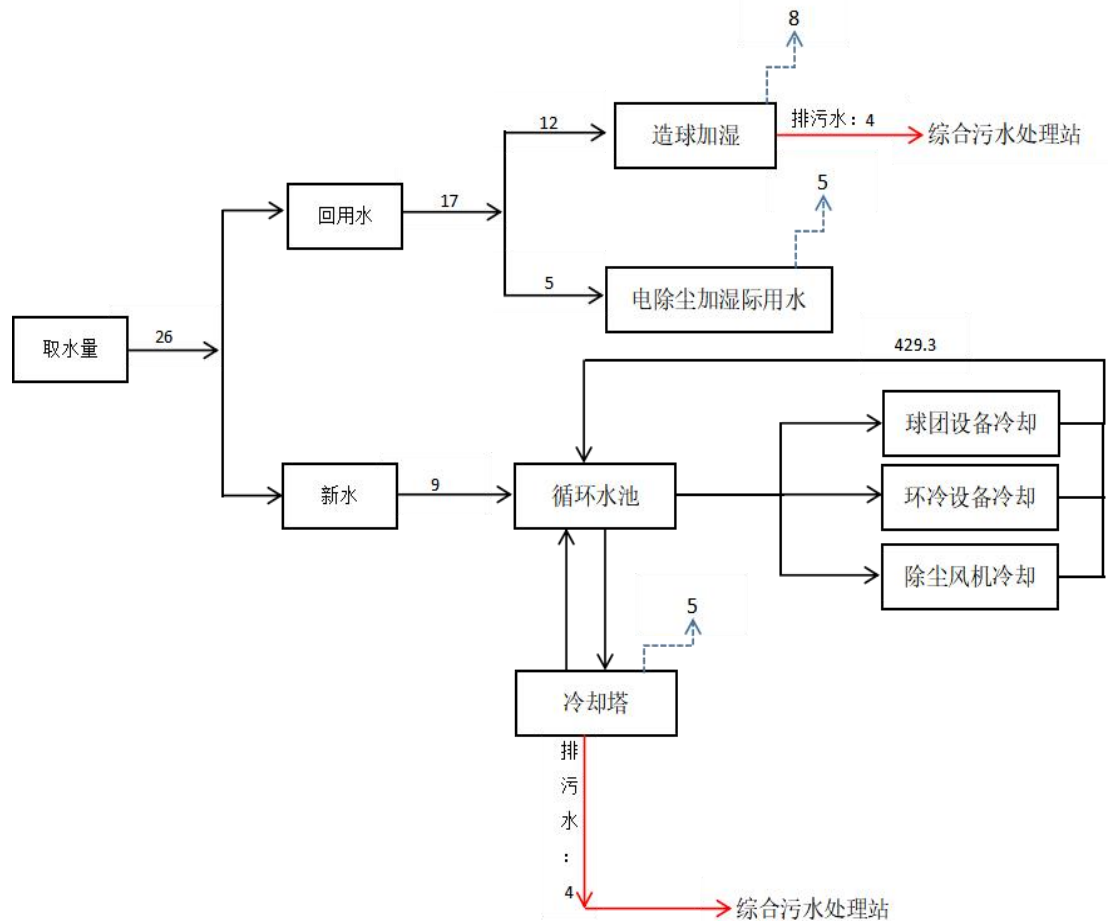 8
12
造球加湿
排污水：4
综合污水处理站
回用水
17
5
5
电除尘加湿际用水
取水量
26
429.3
球团设备冷却
新水
9
循环水池
环冷设备冷却
除尘风机冷却
5
冷却塔
排污水：4
综合污水处理站